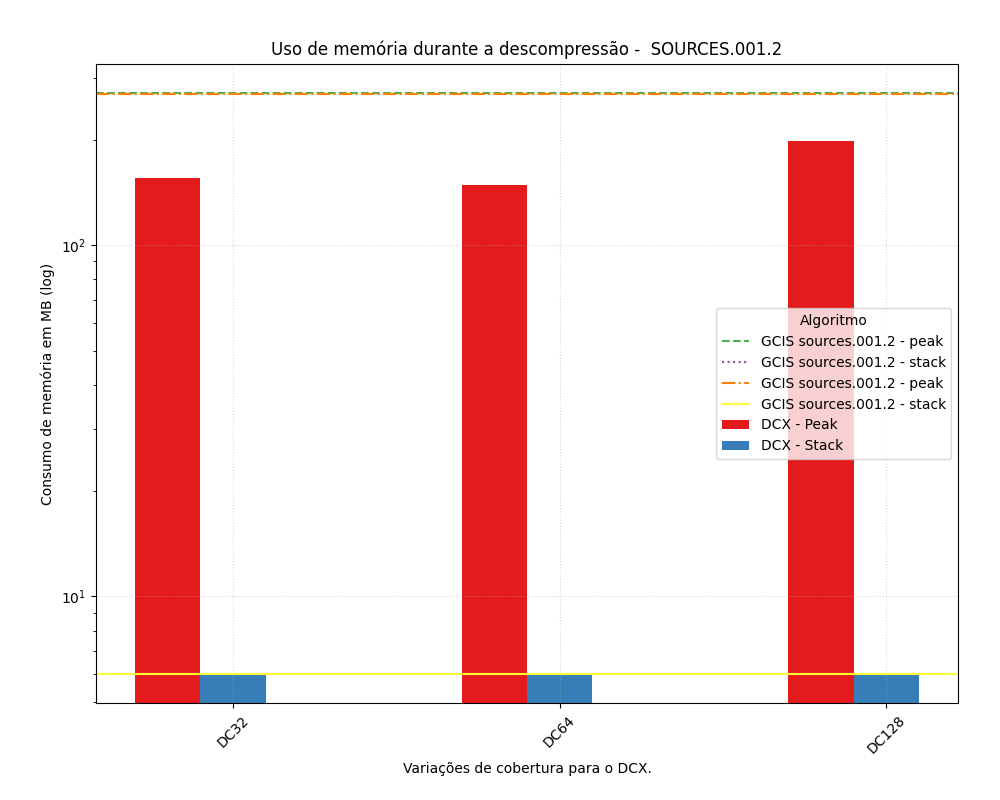 Uso de memória durante a descompressão -  SOURCES.001.2
Consumo de memória em MB (log)
10²
10¹
Algoritmo
GCIS sources.001.2 - peak
GCIS sources.001.2 - stack
GCIS sources.001.2 - peak
GCIS sources.001.2 - stack
DCX - Peak
DCX - Stack
DC32
DC64
DC128
Variações de cobertura para o DCX.